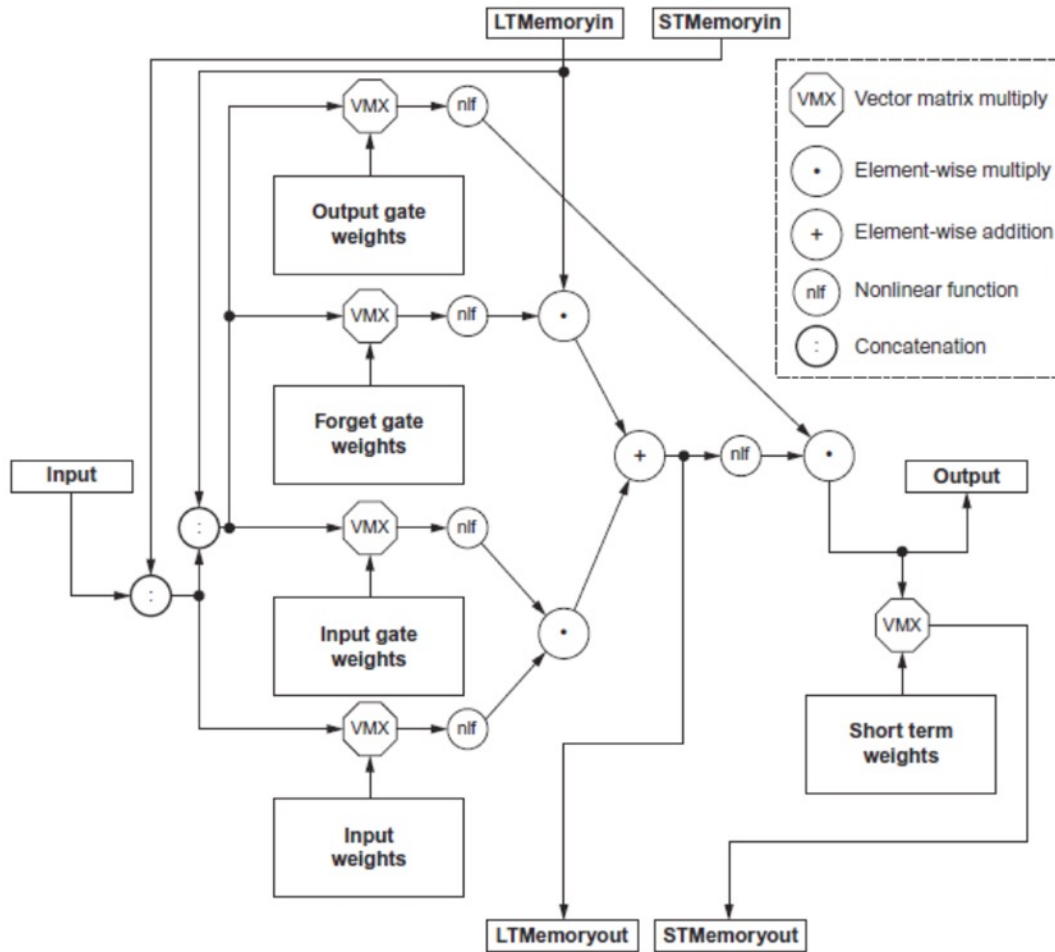 LTMemoryin
STMemoryin
VMX
nlf
Output gate
weights
VMX
nlf
•
Forget gate
weights
Input
:
:
VMX
nlf
Input gate
weights
•
VMX
nlf
Input
weights
+
nlf
•
Output
VMX
Short term
weights
LTMemoryout
STMemoryout
VMX Vector matrix multiply
• Element-wise multiply
+ Element-wise addition
nlf Nonlinear function
: Concatenation